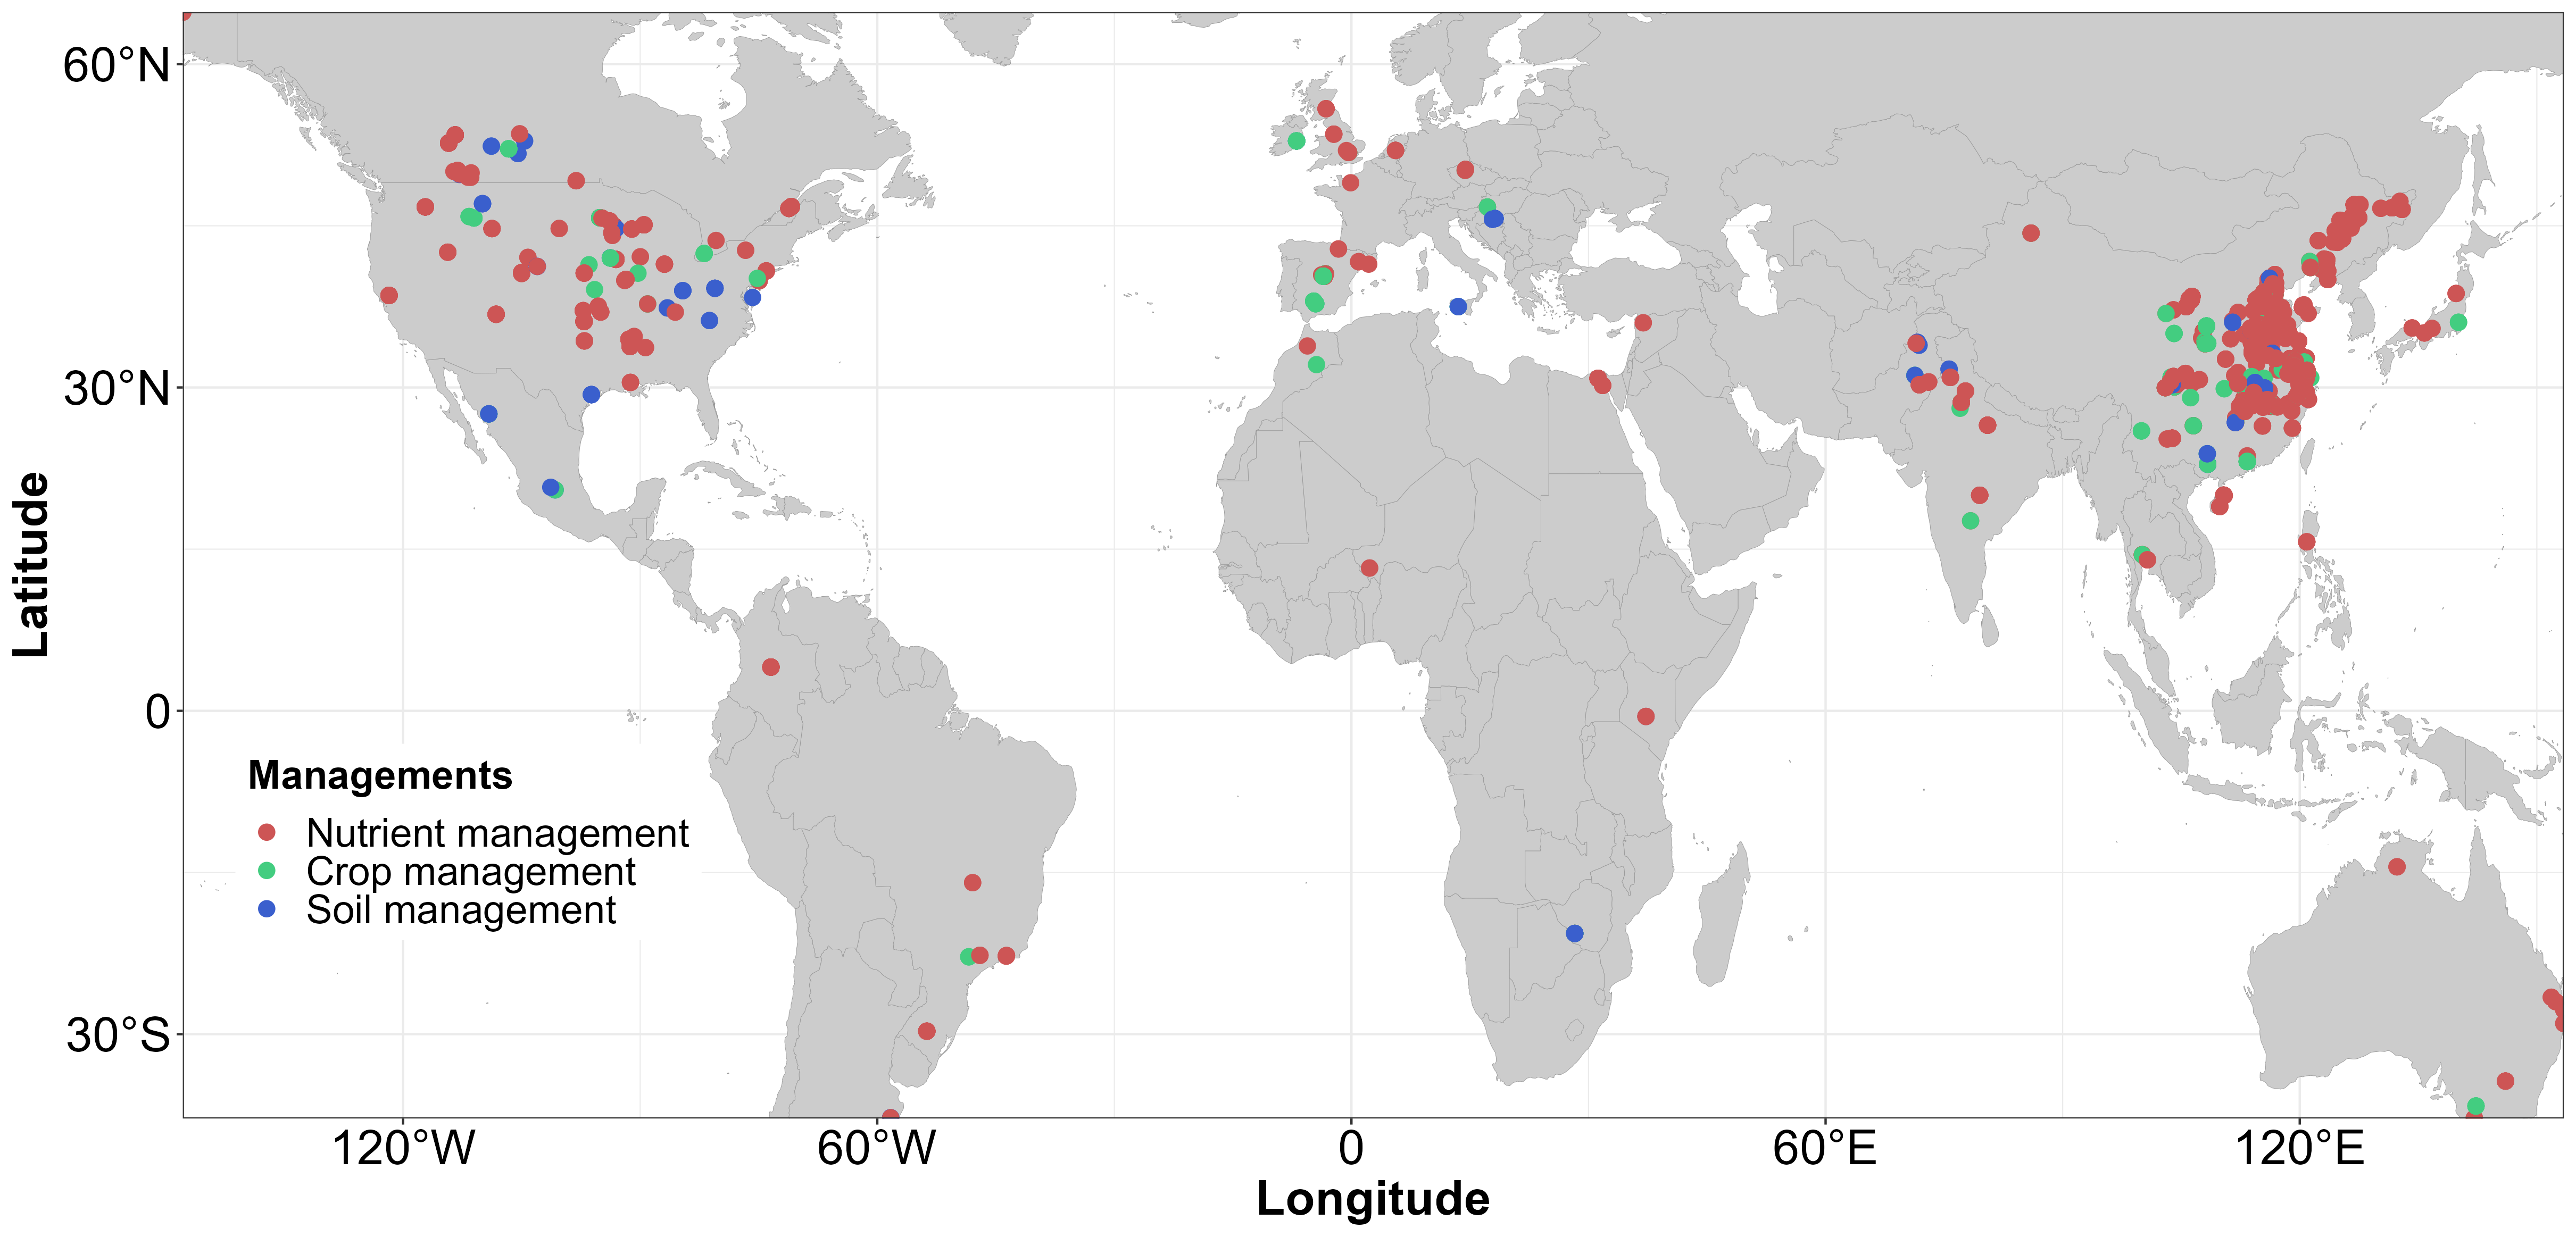 60°N
30°N
0
30°S
Latitude
Managements
Nutrient management
Crop management
Soil management
120°W
60°W
0
60°E
120°E
Longitude